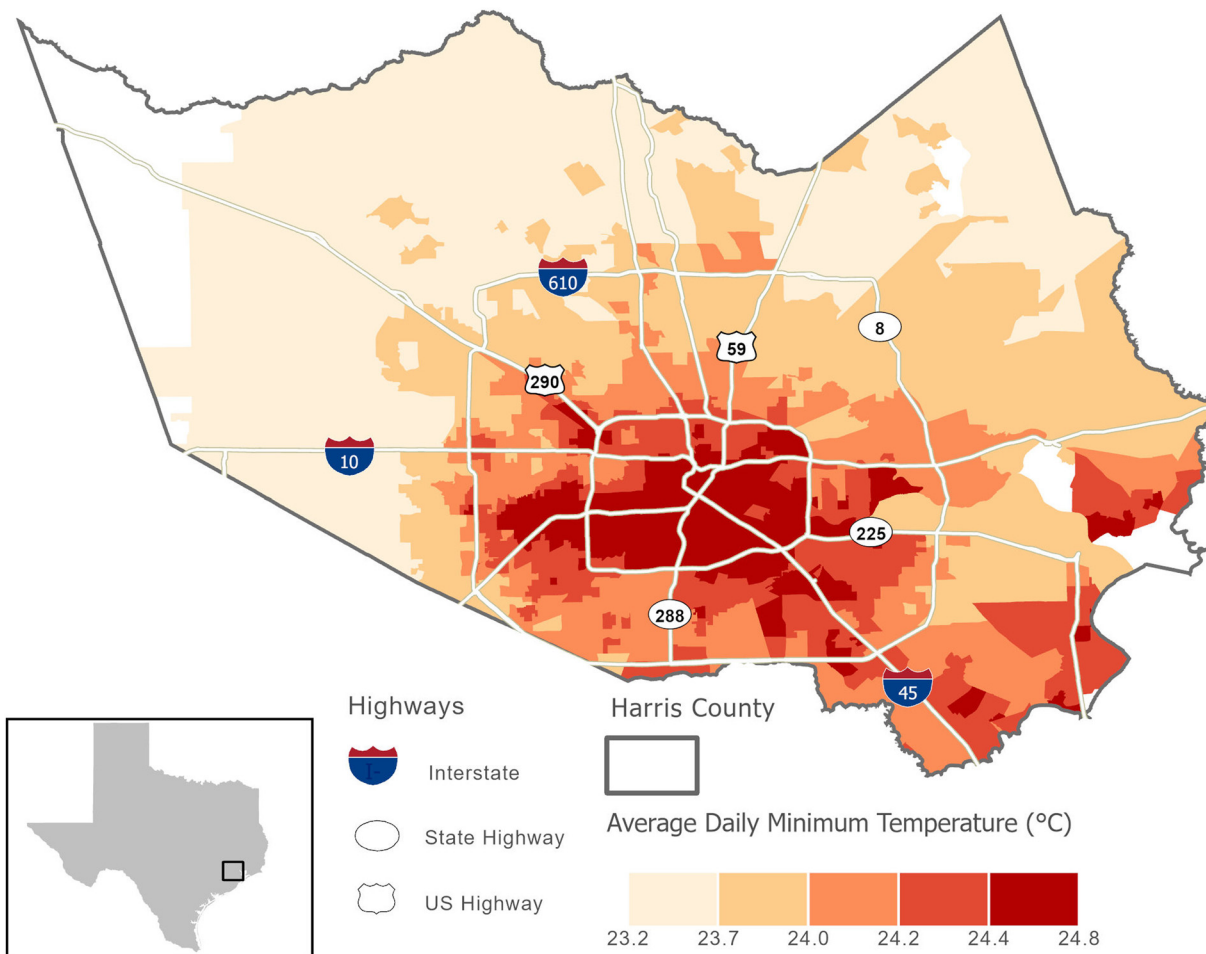 610
8
59
290
10
225
288
45
Highways
I-
Interstate
State Highway
US Highway
Harris County
Average Daily Minimum Temperature (°C)
23.2 23.7 24.0 24.2 24.4 24.8